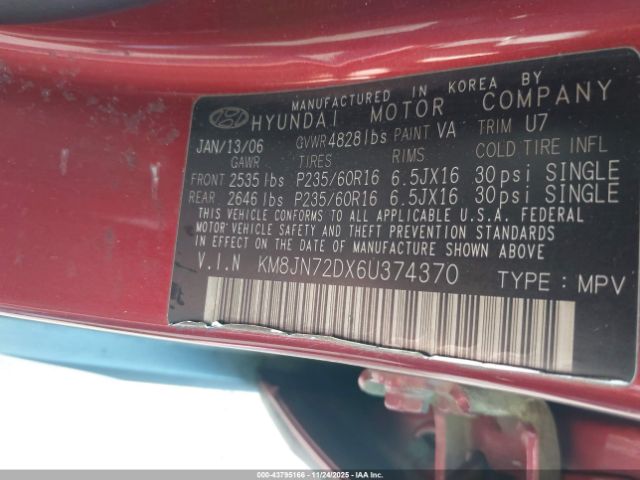 MANUFACTURED IN KOREA BY
HYUNDAI MOTOR COMPANY
JAN/13/06 GVWR 4828lbs PAINT VA TRIM U7
GAWR TIRES RIMS COLD TIRE INFL
FRONT 2535lbs P235/60R16 6.5JX16 30psi SINGLE
REAR 2646lbs P235/60R16 6.5JX16 30psi SINGLE
THIS VEHICLE CONFORMS TO ALL APPLICABLE U.S.A. FEDERAL
MOTOR VEHICLE SAFETY AND THEFT PREVENTION STANDARDS
IN EFFECT ON THE DATE OF MANUFACTURE SHOWN ABOVE
V.I.N KM8JN72DX6U374370 TYPE : MPV
00-43795166 - 11/24/2025 - IAAI.COM